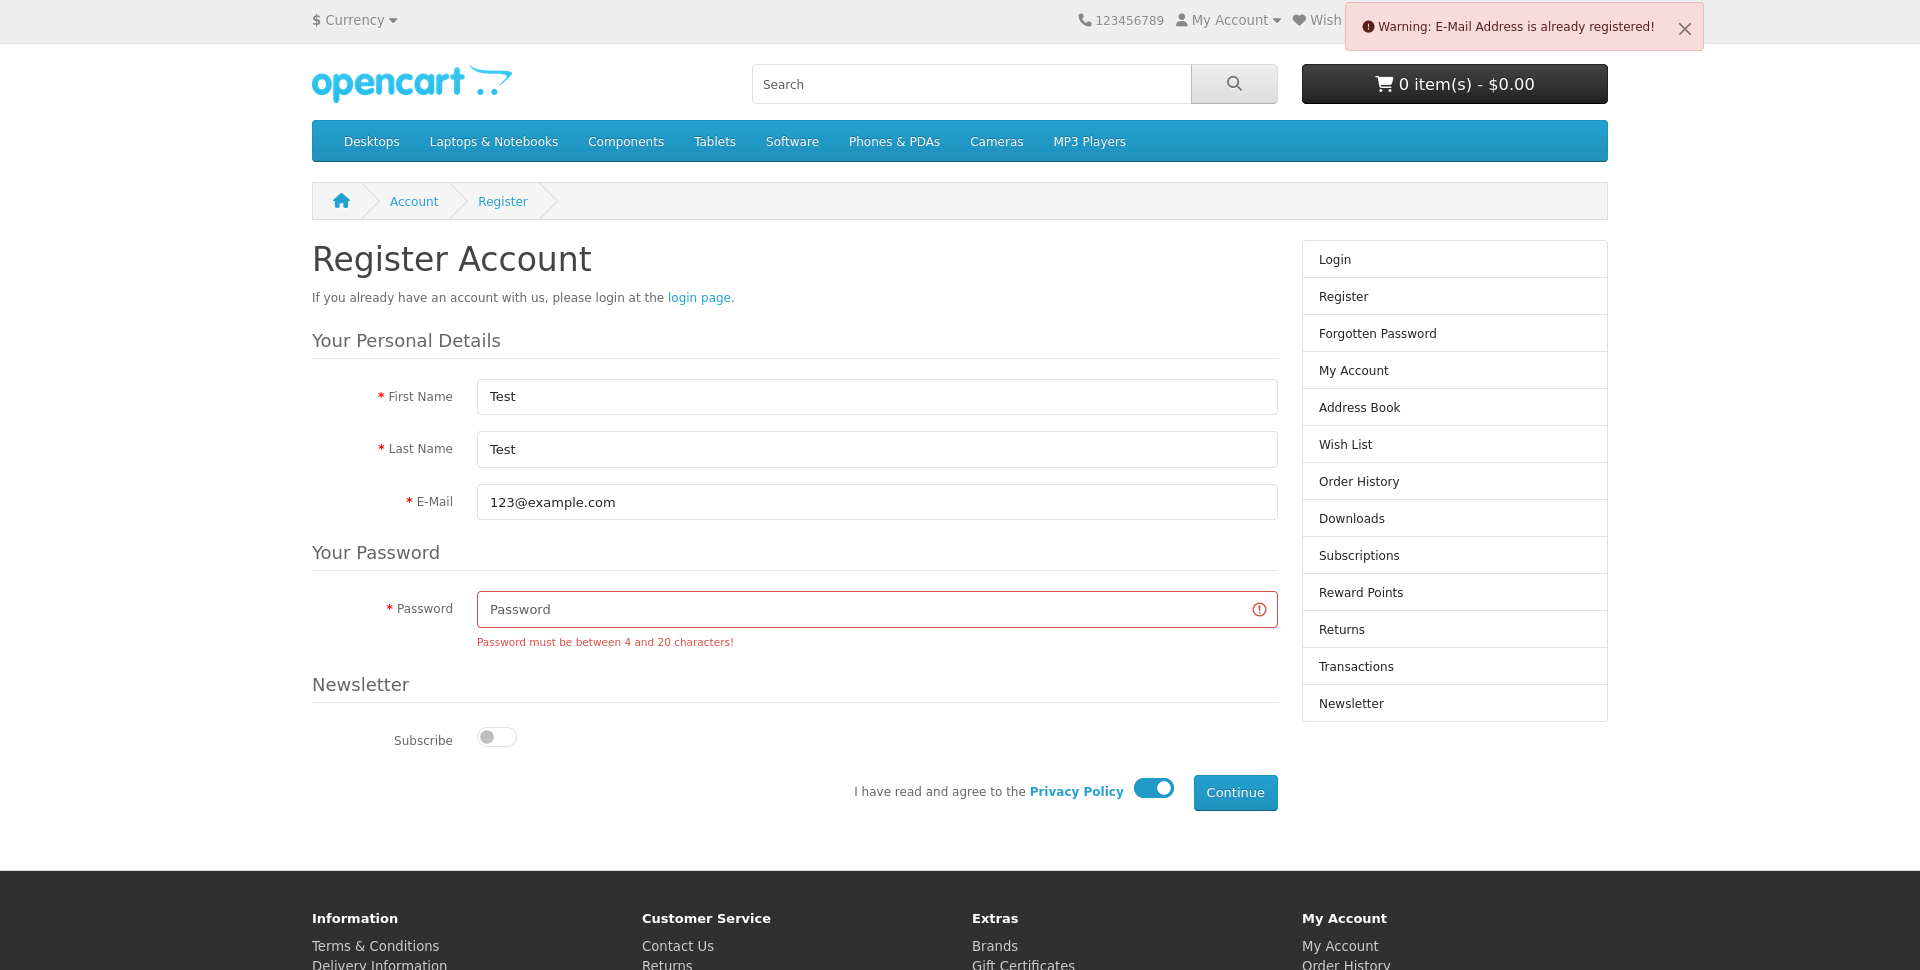 $ Currency
123456789
My Account
Wish
Warning: E-Mail Address is already registered!
opencart
Search
0 item(s) - $0.00
Desktops
Laptops & Notebooks
Components
Tablets
Software
Phones & PDAs
Cameras
MP3 Players
Account
Register
Register Account
If you already have an account with us, please login at the login page.
Your Personal Details
* First Name
Test
* Last Name
Test
* E-Mail
123@example.com
Your Password
* Password
Password
Password must be between 4 and 20 characters!
Newsletter
Subscribe
I have read and agree to the Privacy Policy
Continue
Login
Register
Forgotten Password
My Account
Address Book
Wish List
Order History
Downloads
Subscriptions
Reward Points
Returns
Transactions
Newsletter
Information
Terms & Conditions
Delivery Information
Customer Service
Contact Us
Returns
Extras
Brands
Gift Certificates
My Account
My Account
Order History